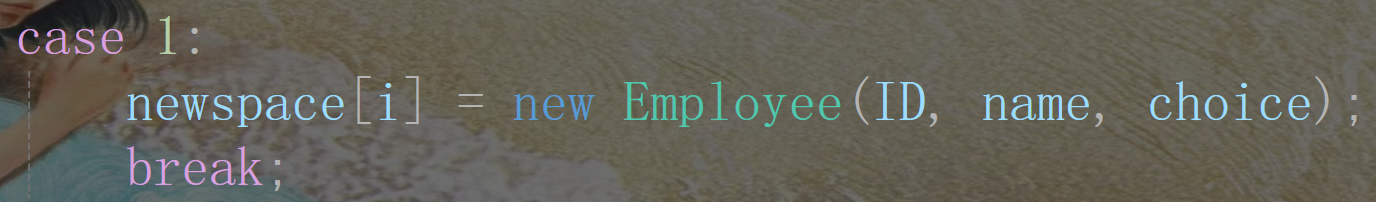 case 1:
newspace[i] = new Employee(ID, name, choice);
break;